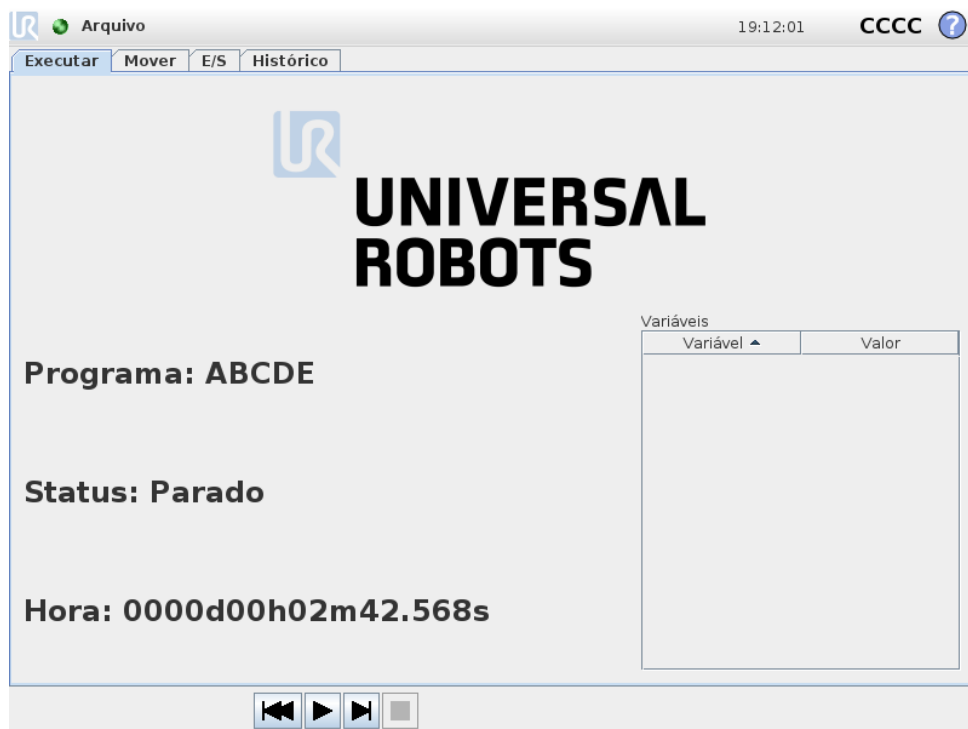 Arquivo 19:12:01 CCCC ?
Executar Mover E/S Histórico
UNIVERSAL
ROBOTS
Variáveis
Variável Valor
Programa: ABCDE
Status: Parado
Hora: 0000d00h02m42.568s